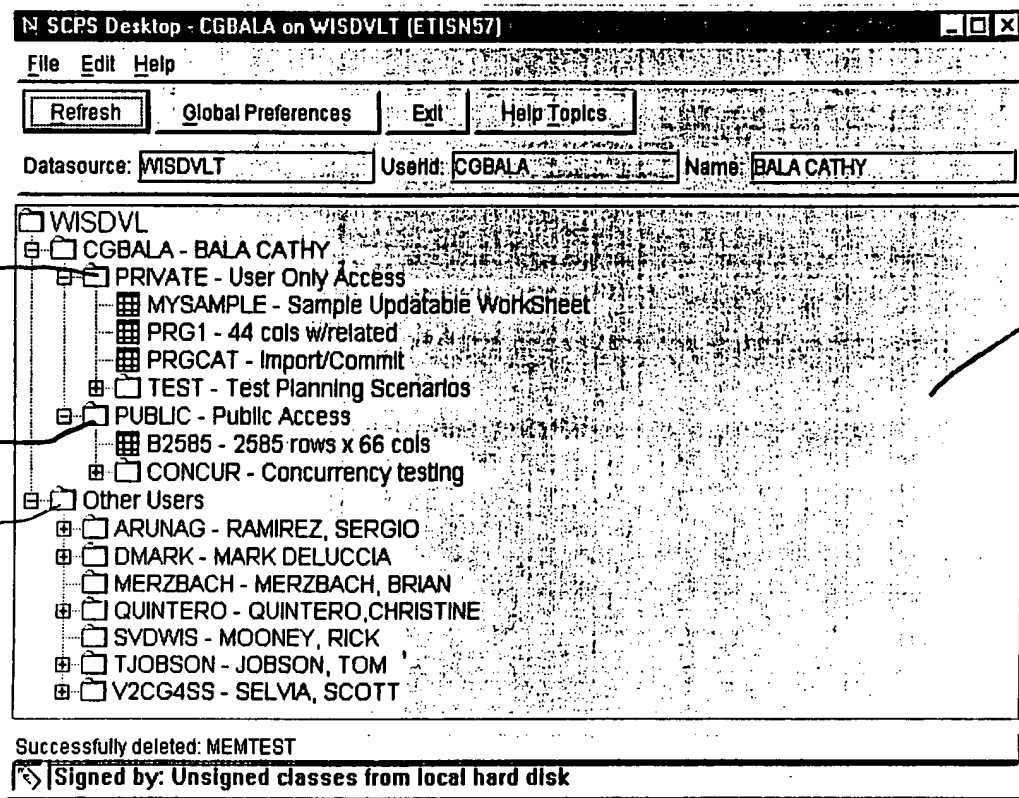 SCPS Desktop - CGBALA on WISDVLT (ETISN57)
File Edit Help
Refresh Global Preferences Exit Help Topics
Datasource: WISDVLT UserId: CGBALA Name: BALA CATHY
WISDVL
CGBALA - BALA CATHY
PRIVATE - User Only Access
MYSAMPLE - Sample Updatable WorkSheet
PRG1 - 44 cols w/related
PRGCAT - Import/Commit
TEST - Test Planning Scenarios
PUBLIC - Public Access
B2585 - 2585 rows x 66 cols
CONCUR - Concurrency testing
Other Users
ARUNAG - RAMIREZ, SERGIO
DMARK - MARK DELUCCIA
MERZBACH - MERZBACH, BRIAN
QUINTERO - QUINTERO,CHRISTINE
SVDWIS - MOONEY, RICK
TJOBSON - JOBSON, TOM
V2CG4SS - SELVIA, SCOTT
Successfully deleted: MEMTEST
Signed by: Unsigned classes from local hard disk